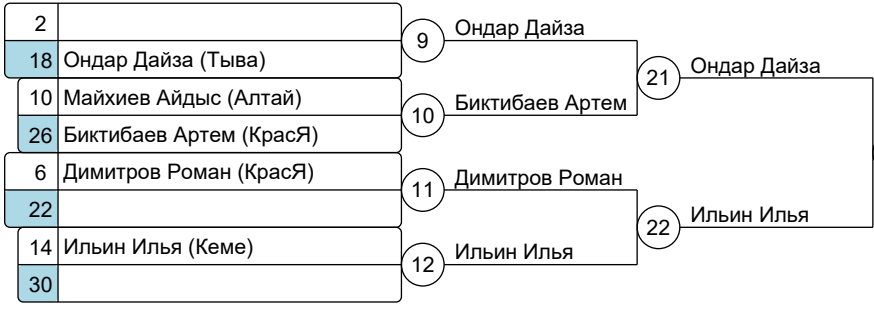 2
9
Ондар Дайза
18 Ондар Дайза (Тыва)
21
Ондар Дайза
10 Майхиев Айдыс (Алтай)
10
Биктибаев Артем
26 Биктибаев Артем (КрасЯ)
6 Димитров Роман (КрасЯ)
11
Димитров Роман
22
22
Ильин Илья
14 Ильин Илья (Кеме)
12
Ильин Илья
30